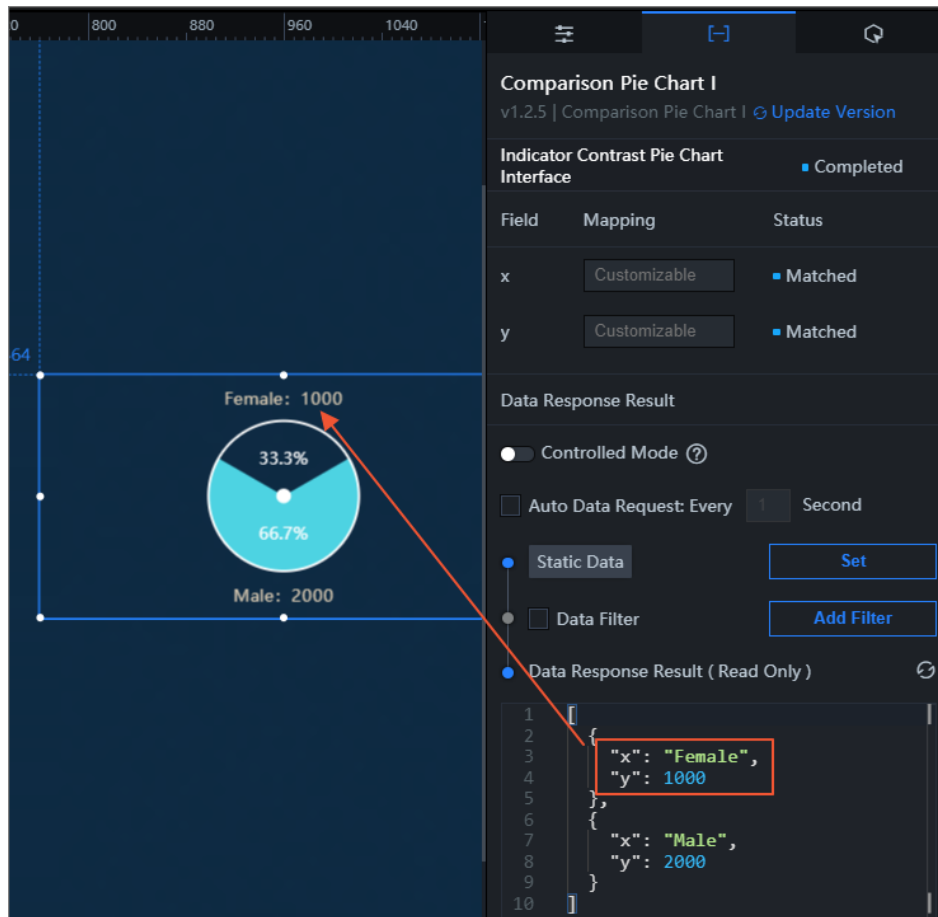 0 800 880 960 1040
Comparison Pie Chart I
v1.2.5 | Comparison Pie Chart I Update Version
Indicator Contrast Pie Chart
Interface
Completed
Field Mapping Status
x Customizable Matched
y Customizable Matched
64
Female: 1000
33.3%
66.7%
Male: 2000
Data Response Result
Controlled Mode ?
Auto Data Request: Every 1 Second
Static Data Set
Data Filter Add Filter
Data Response Result ( Read Only )
1 [
2 {
3 "x": "Female",
4 "y": 1000
5 },
6 {
7 "x": "Male",
8 "y": 2000
9 }
10 ]